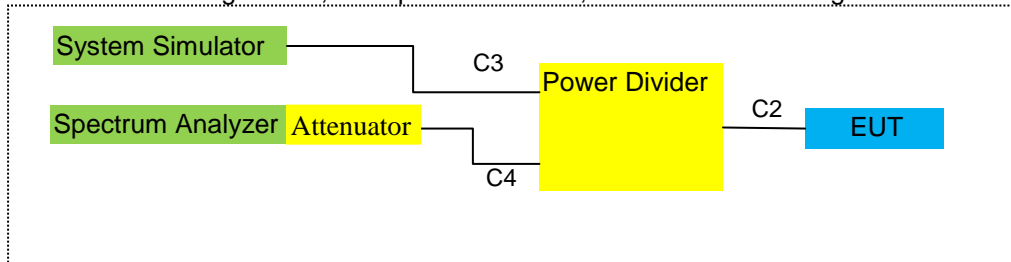 System Simulator
C3
Power Divider
C2
Spectrum Analyzer Attenuator
EUT
C4